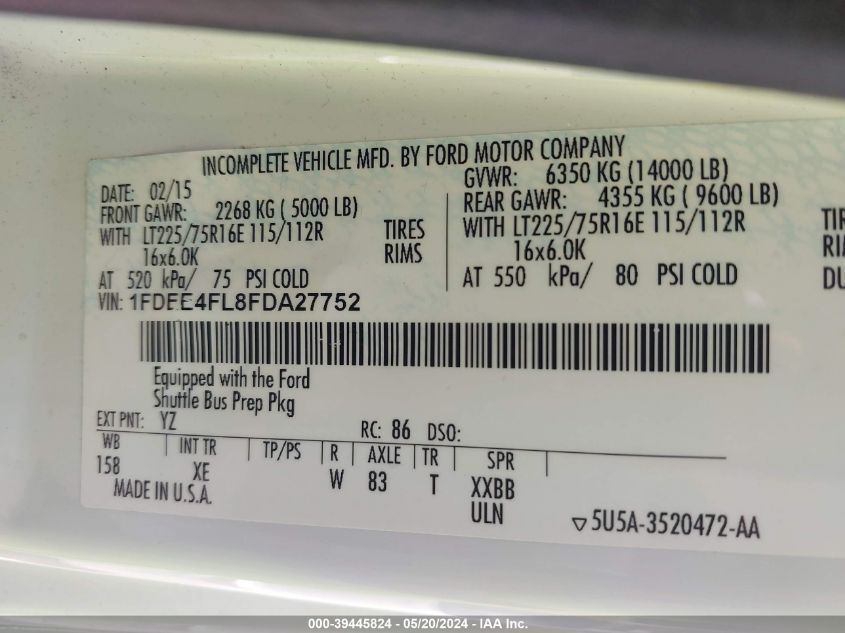 INCOMPLETE VEHICLE MFD. BY FORD MOTOR COMPANY
DATE: 02/15 GVWR: 6350 KG (14000 LB)
FRONT GAWR: 2268 KG ( 5000 LB) REAR GAWR: 4355 KG ( 9600 LB)
WITH LT225/75R16E 115/112R TIRES WITH LT225/75R16E 115/112R
16x6.0K RIMS 16x6.0K
AT 520 kPa/ 75 PSI COLD AT 550 kPa/ 80 PSI COLD
VIN: 1FDFE4FL8FDA27752
Equipped with the Ford
Shuttle Bus Prep Pkg
EXT PNT: YZ RC: 86 DSO:
WB INT TR TP/PS R AXLE TR SPR
158 XE W 83 T XXBB
MADE IN U.S.A. ULN ▽5U5A-3520472-AA
000-39445824 - 05/20/2024 - IAA Inc.